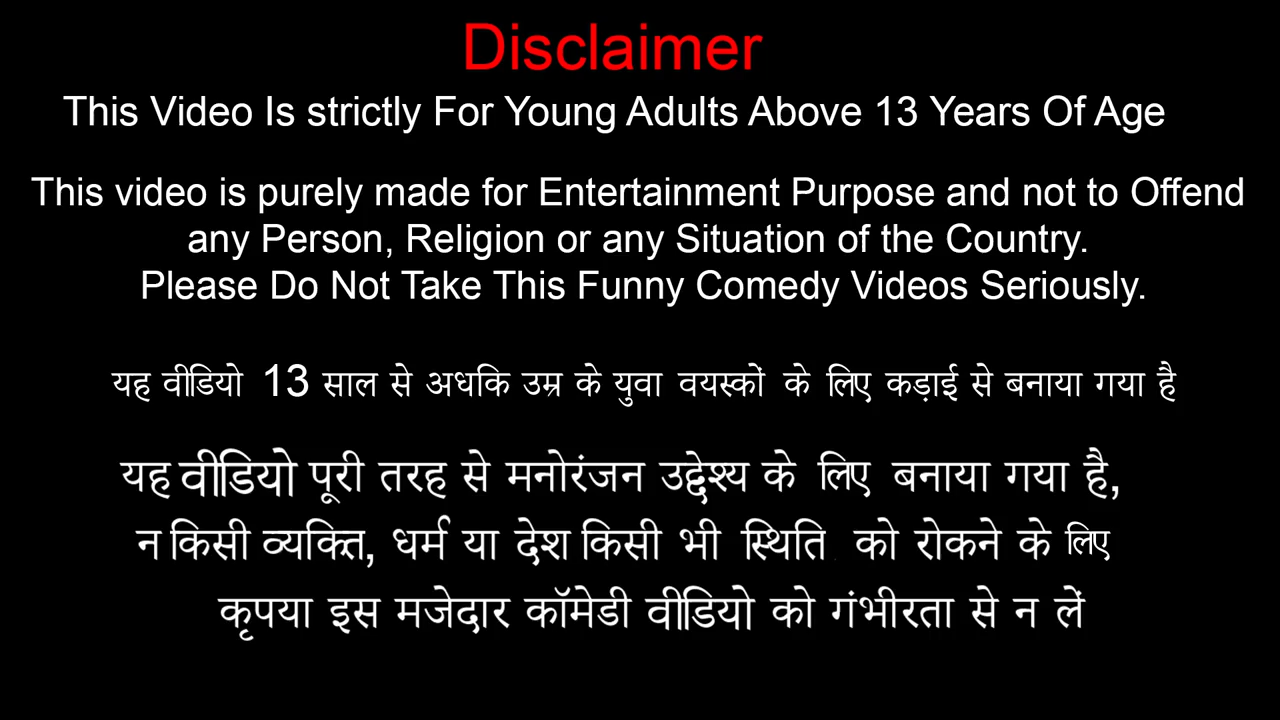 Disclaimer
This Video Is strictly For Young Adults Above 13 Years Of Age
This video is purely made for Entertainment Purpose and not to Offend
any Person, Religion or any Situation of the Country.
Please Do Not Take This Funny Comedy Videos Seriously.
यह वीडियो 13 साल से अधकि उम्र के युवा वयस्कों के लिए कड़ाई से बनाया गया है
यह वीडियो पूरी तरह से मनोरंजन उद्देश्य के लिए बनाया गया है,
न किसी व्यक्ति, धर्म या देश किसी भी स्थिति को रोकने के लिए
कृपया इस मजेदार कॉमेडी वीडियो को गंभीरता से न लें